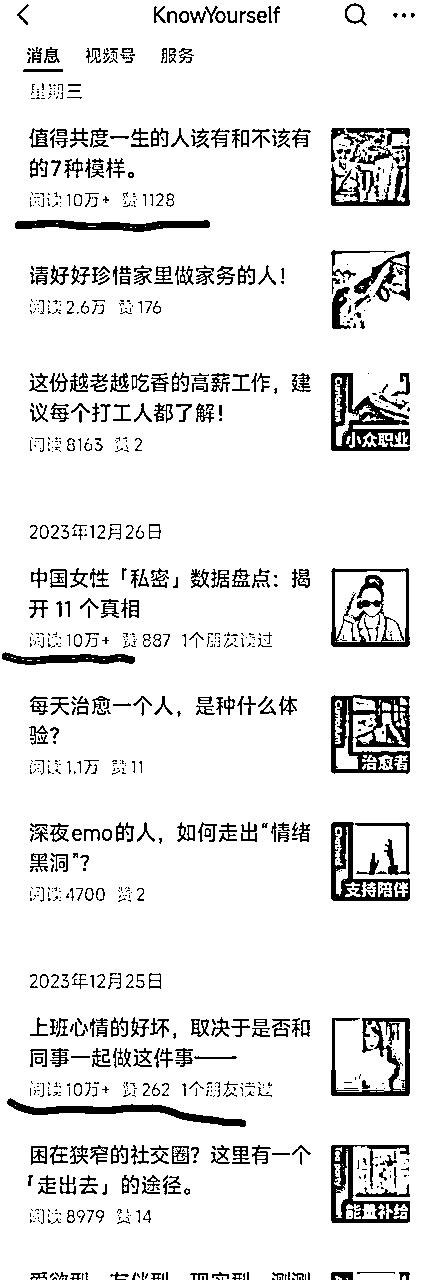 KnowYourself
消息 视频号 服务
星期三
值得共度一生的人该有和不该有
的7种模样。
阅读 10万+ 赞 1128
请好好珍惜家里做家务的人！
阅读 2.6万 赞 176
这份越老越吃香的高薪工作，建
议每个打工人都了解！
小众职业
阅读 8163 赞 2
2023年12月26日
中国女性「私密」数据盘点：揭
开 11 个真相
阅读 10万+ 赞 887 1个朋友读过
每天治愈一个人，是种什么体
验？
治愈者
阅读 1.1万 赞 11
深夜emo的人，如何走出“情绪
黑洞”？
支持陪伴
阅读 4700 赞 2
2023年12月25日
上班心情的好坏，取决于是否和
同事一起做这件事——
阅读 10万+ 赞 262 1个朋友读过
困在狭窄的社交圈？这里有一个
「走出去」的途径。
能量补给
阅读 8979 赞 14